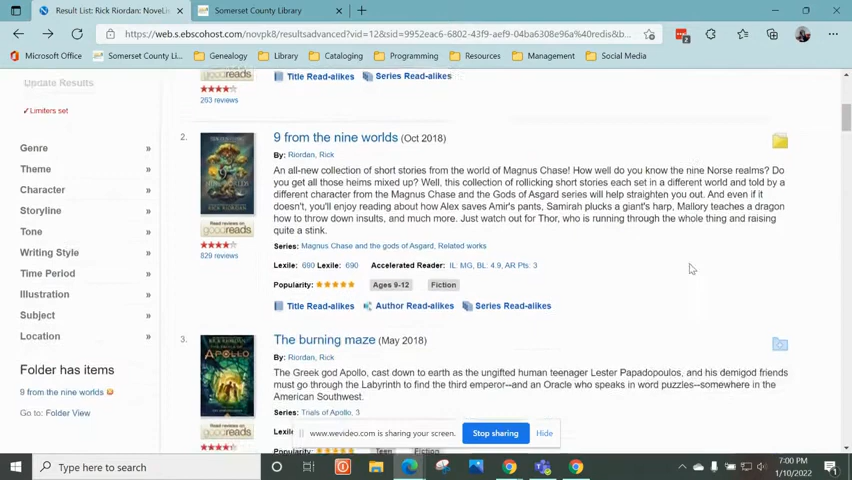 Result List: Rick Riordan: NoveLi
Somerset County Library
https://web.s.ebscohost.com/novpk8/resultsadvanced?vid=12&sid=9952eac6-6802-43f9-aef9-04ba6308e96a%40redis&b...
Microsoft Office
Somerset County Li...
Genealogy
Library
Cataloging
Programming
Resources
Management
Social Media
Update Results
Limiters set
Genre »
Theme »
Character »
Storyline »
Tone »
Writing Style »
Time Period »
Illustration »
Subject »
Location »
Folder has items
9 from the nine worlds
Go to: Folder View
goodreads
263 reviews
Title Read-alikes
Series Read-alikes
2.
9 from the nine worlds (Oct 2018)
By: Riordan, Rick
An all-new collection of short stories from the world of Magnus Chase! How well do you know the nine Norse realms? Do
you get all those heims mixed up? Well, this collection of rollicking short stories each set in a different world and told by a
different character from the Magnus Chase and the Gods of Asgard series will help straighten you out. And even if it
doesn't, you'll enjoy reading about how Alex saves Amir's pants, Samirah plucks a giant's harp, Mallory teaches a dragon
how to throw down insults, and much more. Just watch out for Thor, who is running through the whole thing and raising
quite a stink.
Read reviews on
goodreads
829 reviews
Series: Magnus Chase and the gods of Asgard, Related works
Lexile: 690 Lexile: 690 Accelerated Reader: IL: MG, BL: 4.9, AR Pts: 3
Popularity: Ages 9-12 Fiction
Title Read-alikes
Author Read-alikes
Series Read-alikes
3.
The burning maze (May 2018)
By: Riordan, Rick
The Greek god Apollo, cast down to earth as the ungifted human teenager Lester Papadopoulos, and his demigod friends
must go through the Labyrinth to find the third emperor--and an Oracle who speaks in word puzzles--somewhere in the
American Southwest.
RICK RIORDAN
APOLLO
goodreads
Series: Trials of Apollo, 3
Teen
Fiction
www.wevideo.com is sharing your screen.
Stop sharing
Hide
Type here to search
7:00 PM
1/10/2022